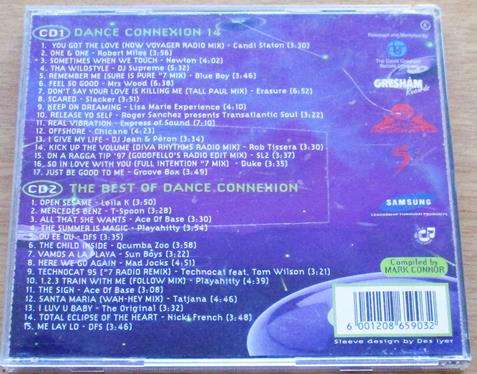 CD1 DANCE CONNEXION 14
1. YOU GOT THE LOVE (NOW VOYAGER RADIO MIX) - Candi Staton (3:30)
2. ONE & ONE - Robert Miles (3:36)
3. SOMETIMES WHEN WE TOUCH - Newton (4:02)
4. THA WILDSTYLE - DJ Supreme (5:32)
5. REMEMBER ME (SURE IS PURE "7 MIX) - Blue Boy (3:46)
6. FEEL SO GOOD - Mrs Wood (3:38)
7. DON'T SAY YOUR LOVE IS KILLING ME (TALL PAUL MIX) - Erasure (6:52)
8. SCARED - Slacker (3:51)
9. KEEP ON DREAMING - Lisa Marie Experience (4:10)
10. RELEASE YO SELF - Roger Sanchez presents Transatlantic Soul (3:22)
11. REAL VIBRATION - Express of Sound (7:10)
12. OFFSHORE - Chicane (4:23)
13. I GIVE MY LIFE - DJ Jean & Peron (3:34)
14. KICK UP THE VOLUME (DIVA RHYTHMS RADIO MIX) - Rob Tissera (3:30)
15. ON A RAGGA TIP '97 (GOODFELLO'S RADIO EDIT MIX) - SL2 (3:37)
16. SO IN LOVE WITH YOU (FULL INTENTION "7 MIX) - Duke (3:35)
17. JUST BE GOOD TO ME - Groove Box (3:49)
CD2 THE BEST OF DANCE CONNEXION
1. OPEN SESAME - Leila K (3:50)
2. MERCEDES BENZ - T-Spoon (3:28)
3. ALL THAT SHE WANTS - Ace Of Base (3:30)
4. THE SUMMER IS MAGIC - Playahitty (3:54)
5. OU EE OU - DFS (3:35)
6. THE CHILD INSIDE - Qcumba Zoo (3:58)
7. VAMOS A LA PLAYA - Sun Boys (3:22)
8. HERE WE GO AGAIN - Mad Jocks (4:51)
9. TECHNOCAT 95 ("7 RADIO REMIX) - Technocat feat. Tom Wilson (3:21)
10. 1.2.3 TRAIN WITH ME (FOLLOW MIX) - Playahitty (4:39)
11. THE SIGN - Ace Of Base (3:08)
12. SANTA MARIA (WAH-HEY MIX) - Tatjana (4:46)
13. I LUV U BABY - The Original (3:32)
14. TOTAL ECLIPSE OF THE HEART - Nicki French (3:48)
15. ME LAY LO - DFS (3:46)
GRESHAM
Records
SAMSUNG
Compiled by
MARK CONNOR
6 001208 659032
Sleeve design by Des Iyer